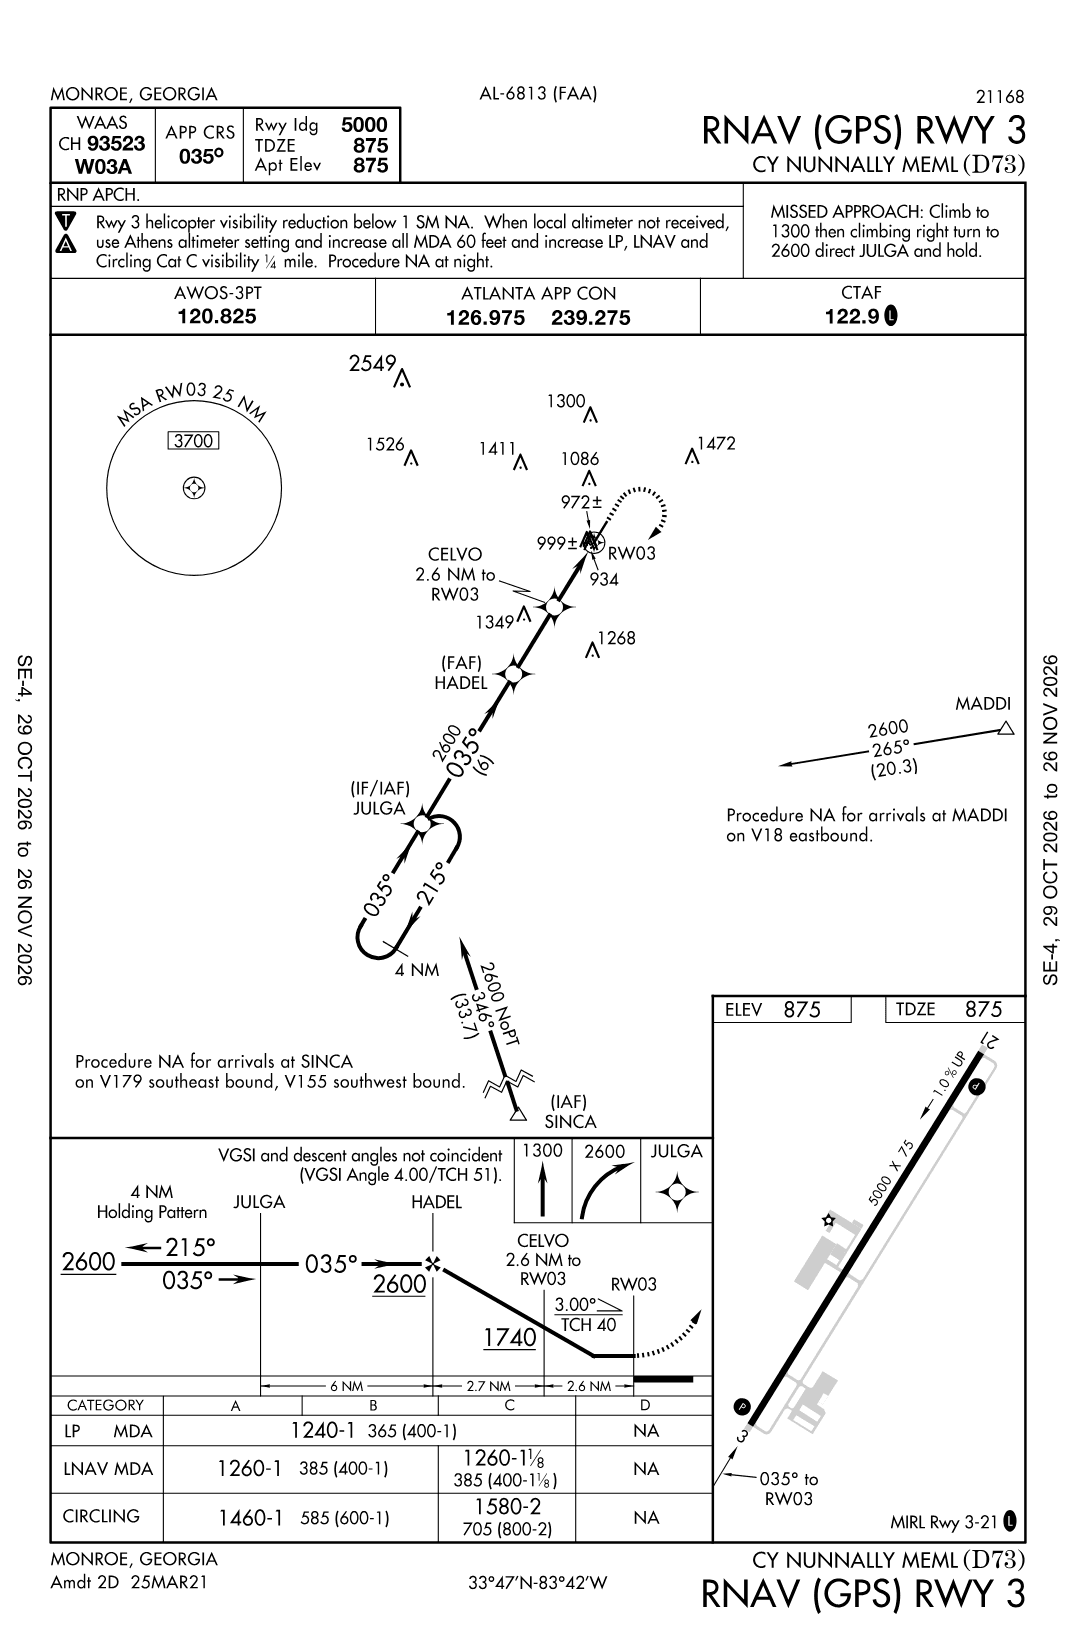 MONROE, GEORGIA
AL-6813 (FAA)
21168
WAAS
CH 93523
W03A
APP CRS
035°
Rwy ldg 5000
TDZE 875
Apt Elev 875
RNAV (GPS) RWY 3
CY NUNNALLY MEML (D73)
RNP APCH.
T
A
Rwy 3 helicopter visibility reduction below 1 SM NA. When local altimeter not received,
use Athens altimeter setting and increase all MDA 60 feet and increase LP, LNAV and
Circling Cat C visibility ¼ mile. Procedure NA at night.
MISSED APPROACH: Climb to
1300 then climbing right turn to
2600 direct JULGA and hold.
AWOS-3PT
120.825
ATLANTA APP CON
126.975 239.275
CTAF
122.9 L
MSA RW03 25 NM
3700
2549
1300
1526
1411
1086
1472
972±
999±
RW03
934
CELVO
2.6 NM to
RW03
1349
1268
(FAF)
HADEL
2600
035°
(6)
(IF/IAF)
JULGA
035°
215°
4 NM
MADDI
2600
265°
(20.3)
Procedure NA for arrivals at MADDI
on V18 eastbound.
2600 NoPT
346°
(33.7)
(IAF)
SINCA
Procedure NA for arrivals at SINCA
on V179 southeast bound, V155 southwest bound.
SE-4, 29 OCT 2026 to 26 NOV 2026
SE-4, 29 OCT 2026 to 26 NOV 2026
ELEV 875
TDZE 875
21
1.0% UP
P
5000 X 75
P
3
035° to
RW03
MIRL Rwy 3-21 L
VGSI and descent angles not coincident
(VGSI Angle 4.00/TCH 51).
1300
2600
JULGA
4 NM
Holding Pattern
JULGA
HADEL
CELVO
2.6 NM to
RW03
RW03
2600
215°
035°
035°
2600
1740
3.00°
TCH 40
6 NM
2.7 NM
2.6 NM
CATEGORY A B C D
LP MDA 1240-1 365 (400-1) NA
LNAV MDA 1260-1 385 (400-1) 1260-1⅛ 385 (400-1⅛) NA
CIRCLING 1460-1 585 (600-1) 1580-2 705 (800-2) NA
MONROE, GEORGIA
Amdt 2D 25MAR21
33°47'N-83°42'W
CY NUNNALLY MEML (D73)
RNAV (GPS) RWY 3